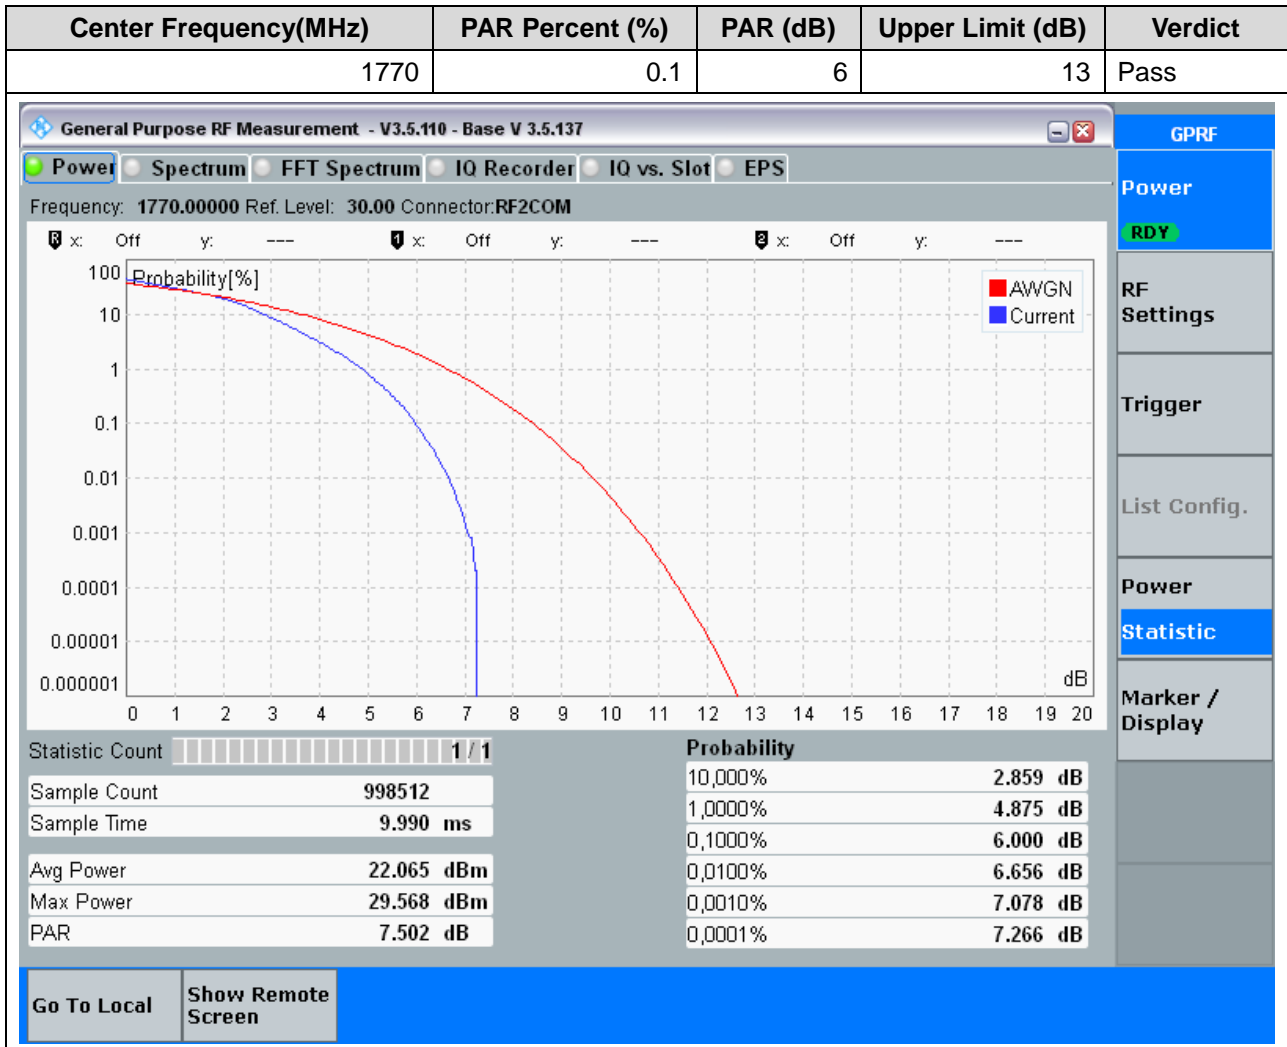 Center Frequency(MHz) PAR Percent (%) PAR (dB) Upper Limit (dB) Verdict
1770 0.1 6 13 Pass
General Purpose RF Measurement - V3.5.110 - Base V 3.5.137
GPRF
Power Spectrum FFT Spectrum IQ Recorder IQ vs. Slot EPS
Frequency: 1770.00000 Ref. Level: 30.00 Connector:RF2COM
R x: Off y: --- 1 x: Off y: --- 2 x: Off y: ---
Probability[%]
AWGN
Current
100
10
1
0.1
0.01
0.001
0.0001
0.00001
0.000001
dB
0 1 2 3 4 5 6 7 8 9 10 11 12 13 14 15 16 17 18 19 20
Statistic Count 1 / 1
Sample Count 998512
Sample Time 9.990 ms
Avg Power 22.065 dBm
Max Power 29.568 dBm
PAR 7.502 dB
Probability
10,000% 2.859 dB
1,0000% 4.875 dB
0,1000% 6.000 dB
0,0100% 6.656 dB
0,0010% 7.078 dB
0,0001% 7.266 dB
Power
RDY
RF
Settings
Trigger
List Config.
Power
Statistic
Marker /
Display
Go To Local
Show Remote
Screen